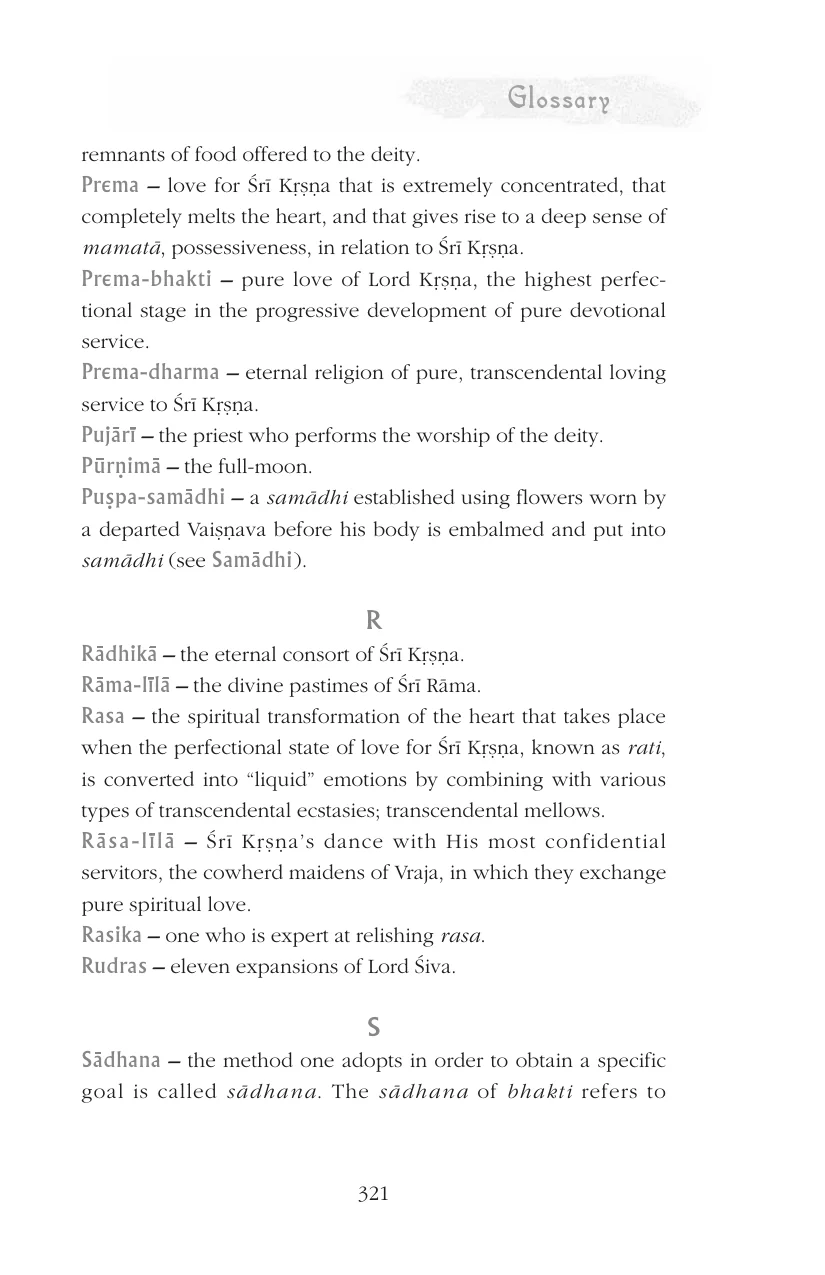 Glossary
remnants of food offered to the deity.
Prema – love for Śrī Kṛṣṇa that is extremely concentrated, that
completely melts the heart, and that gives rise to a deep sense of
mamatā, possessiveness, in relation to Śrī Kṛṣṇa.
Prema-bhakti – pure love of Lord Kṛṣṇa, the highest perfec-
tional stage in the progressive development of pure devotional
service.
Prema-dharma – eternal religion of pure, transcendental loving
service to Śrī Kṛṣṇa.
Pujārī – the priest who performs the worship of the deity.
Pūrṇimā – the full-moon.
Puṣpa-samādhi – a samādhi established using flowers worn by
a departed Vaiṣṇava before his body is embalmed and put into
samādhi (see Samādhi).
R
Rādhikā – the eternal consort of Śrī Kṛṣṇa.
Rāma-līlā – the divine pastimes of Śrī Rāma.
Rasa – the spiritual transformation of the heart that takes place
when the perfectional state of love for Śrī Kṛṣṇa, known as rati,
is converted into “liquid” emotions by combining with various
types of transcendental ecstasies; transcendental mellows.
Rāsa-līlā – Śrī Kṛṣṇa’s dance with His most confidential
servitors, the cowherd maidens of Vraja, in which they exchange
pure spiritual love.
Rasika – one who is expert at relishing rasa.
Rudras – eleven expansions of Lord Śiva.
S
Sādhana – the method one adopts in order to obtain a specific
goal is called sādhana. The sādhana of bhakti refers to
321